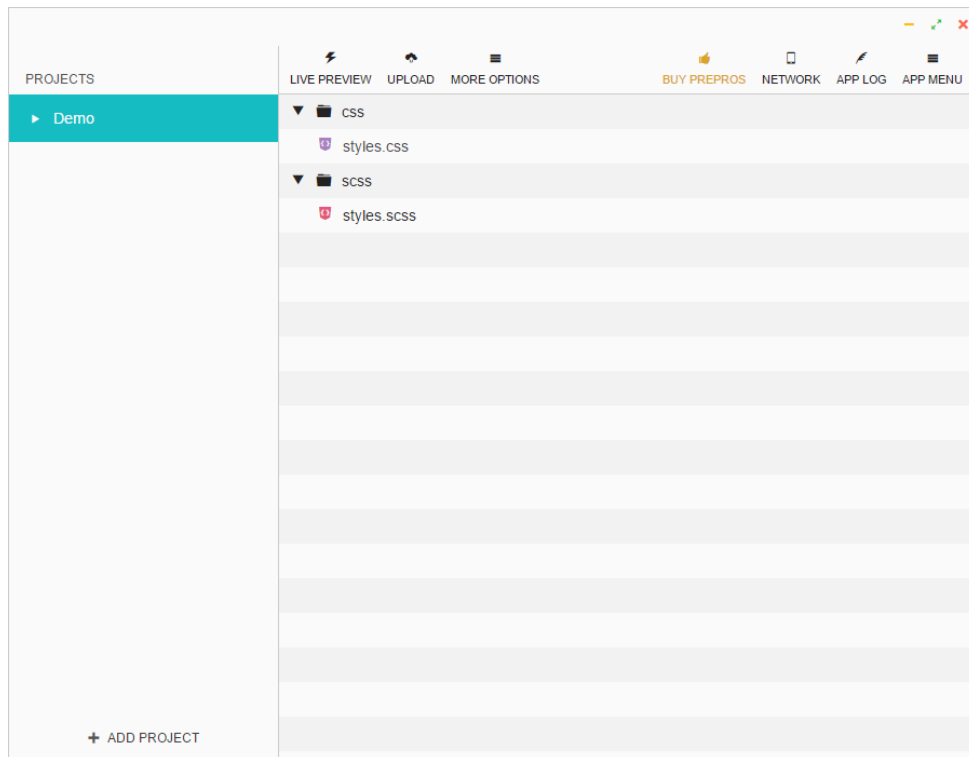 PROJECTS
LIVE PREVIEW UPLOAD MORE OPTIONS BUY PREPROS NETWORK APP LOG APP MENU
Demo
css
styles.css
scss
styles.scss
ADD PROJECT